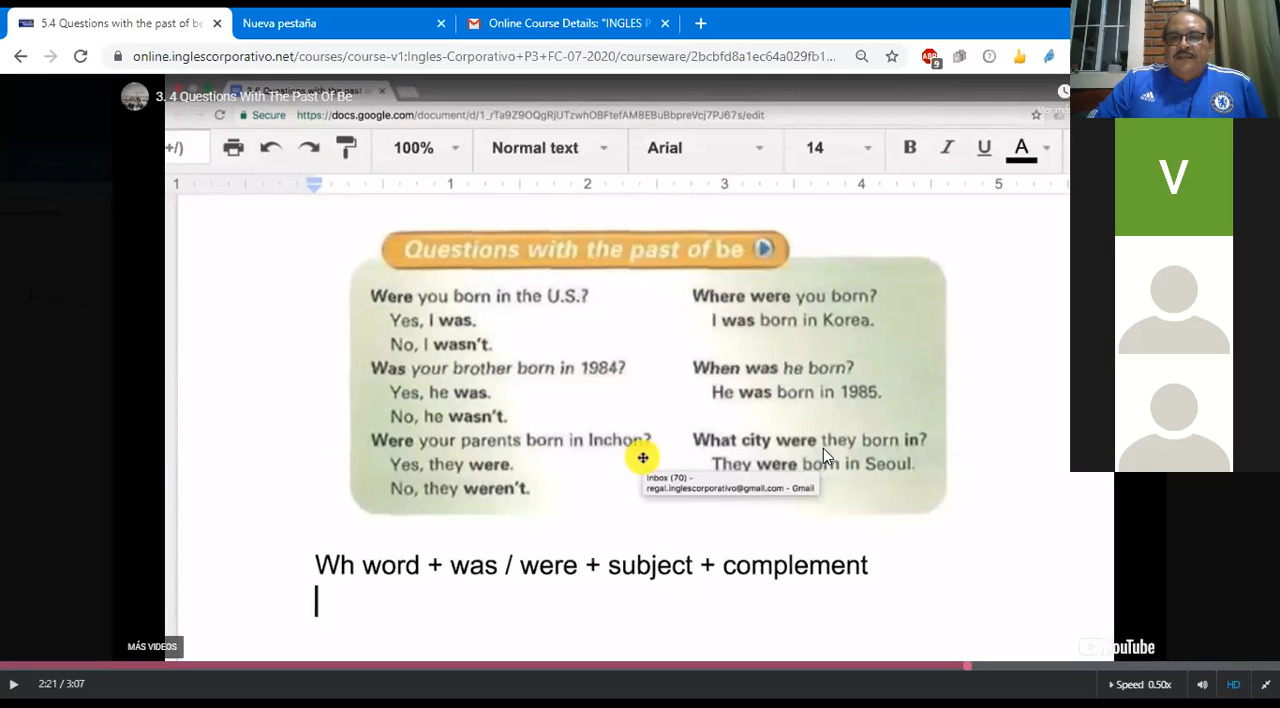 5.4 Questions with the past of be
Nueva pestaña
Online Course Details: "INGLES P
online.inglescorporativo.net/courses/course-v1:Ingles-corporativo+P3+FC-07-2020/courseware/2bcbfd8a1ec64a029fb1...
ABP
9
3. 4 Questions With The Past Of Be
Secure https://docs.google.com/document/d/1_rTa9Z9OQgRjUTzwhOBFtefAM8EBuBbpreVcj7PJ67s/edit
+/)
100% Normal text Arial 14 B I U A
1 1 2 3 4 5
Questions with the past of be
Were you born in the U.S.?
Yes, I was.
No, I wasn't.
Was your brother born in 1984?
Yes, he was.
No, he wasn't.
Were your parents born in Inchon?
Yes, they were.
No, they weren't.
Where were you born?
I was born in Korea.
When was he born?
He was born in 1985.
What city were they born in?
They were born in Seoul.
Inbox (70) -
regal.inglescorporativo@gmail.com - Gmail
Wh word + was / were + subject + complement
MÁS VIDEOS
YouTube
2:21 / 3:07
Speed 0.50x
HD
adidas
V